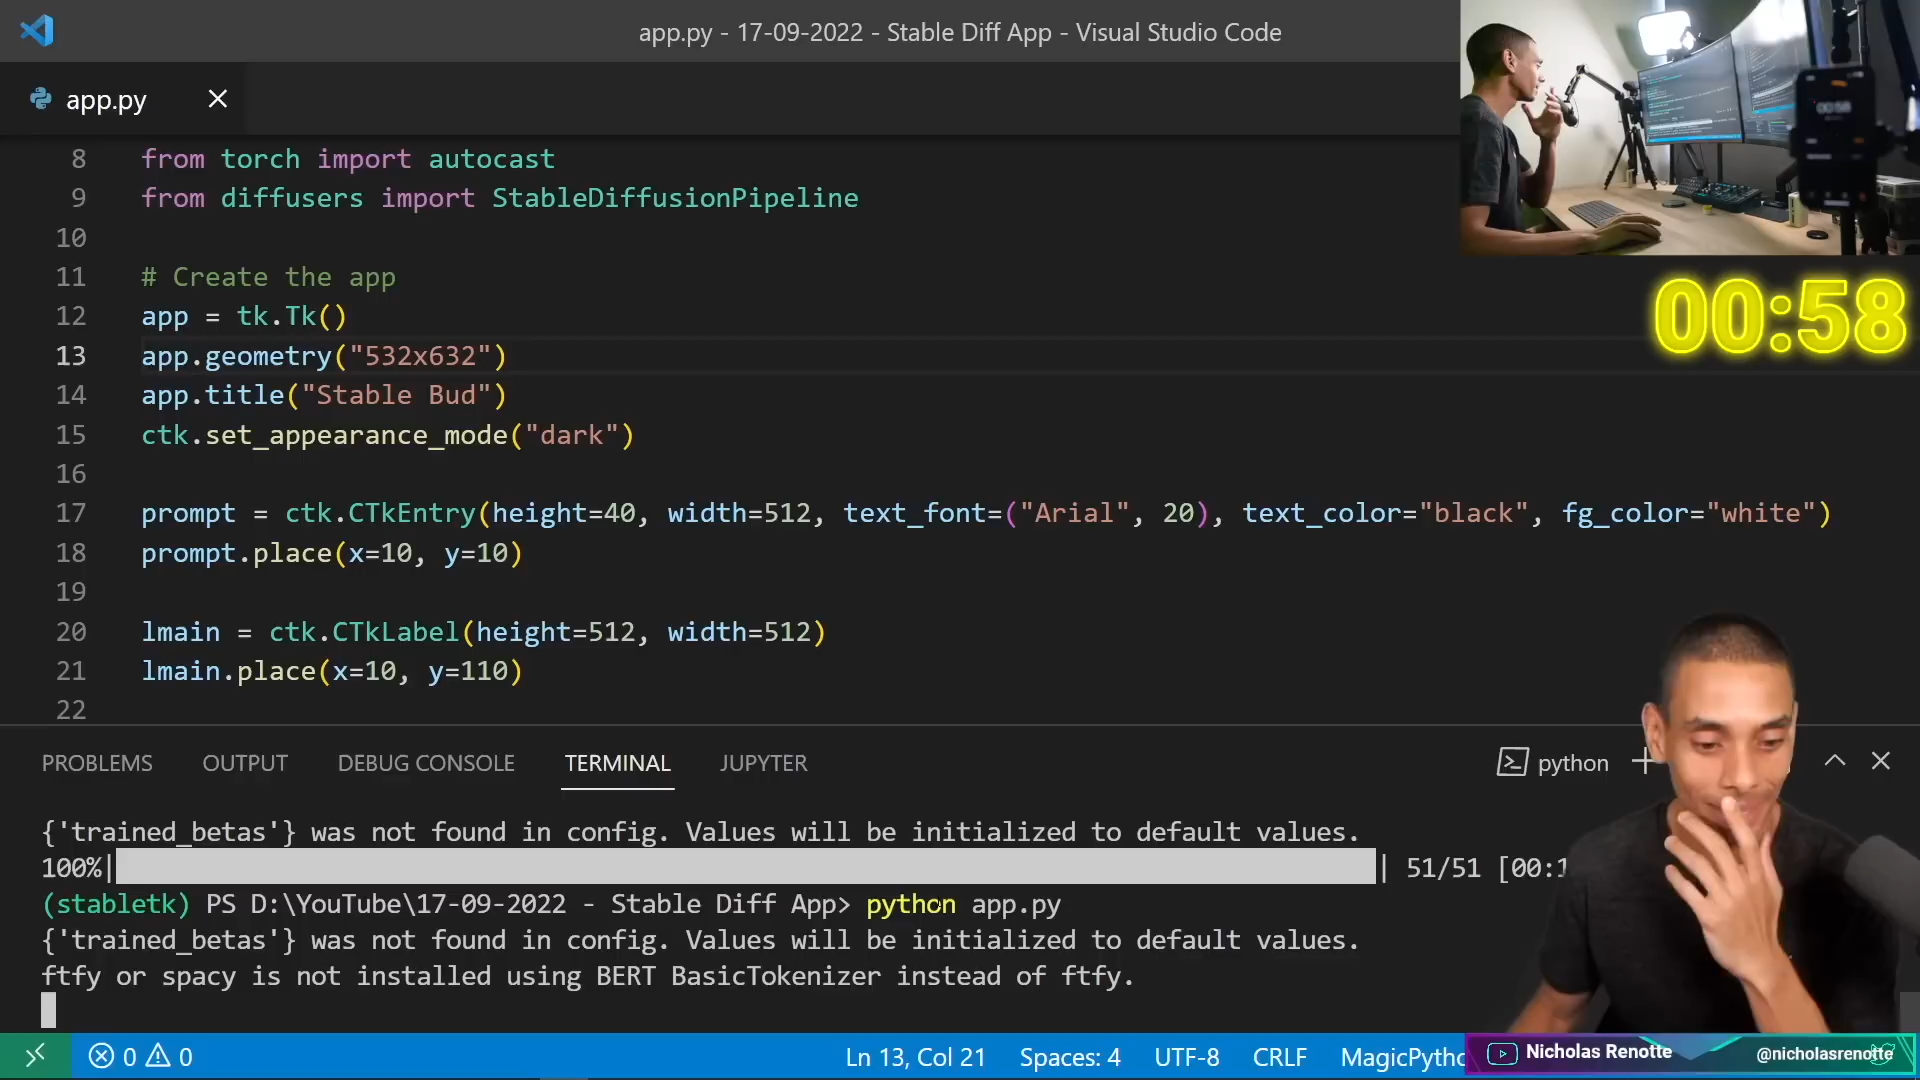 app.py - 17-09-2022 - Stable Diff App - Visual Studio Code
app.py
8 from torch import autocast
9 from diffusers import StableDiffusionPipeline
10
11 # Create the app
12 app = tk.Tk()
13 app.geometry("532x632")
14 app.title("Stable Bud")
15 ctk.set_appearance_mode("dark")
16
17 prompt = ctk.CTkEntry(height=40, width=512, text_font=("Arial", 20), text_color="black", fg_color="white")
18 prompt.place(x=10, y=10)
19
20 lmain = ctk.CTkLabel(height=512, width=512)
21 lmain.place(x=10, y=110)
22
00:58
PROBLEMS OUTPUT DEBUG CONSOLE TERMINAL JUPYTER python
{'trained_betas'} was not found in config. Values will be initialized to default values.
100%| | 51/51 [00:1
(stabletk) PS D:\YouTube\17-09-2022 - Stable Diff App> python app.py
{'trained_betas'} was not found in config. Values will be initialized to default values.
ftfy or spacy is not installed using BERT BasicTokenizer instead of ftfy.
0 0 Ln 13, Col 21 Spaces: 4 UTF-8 CRLF MagicPytho
Nicholas Renotte @nicholasrenotte